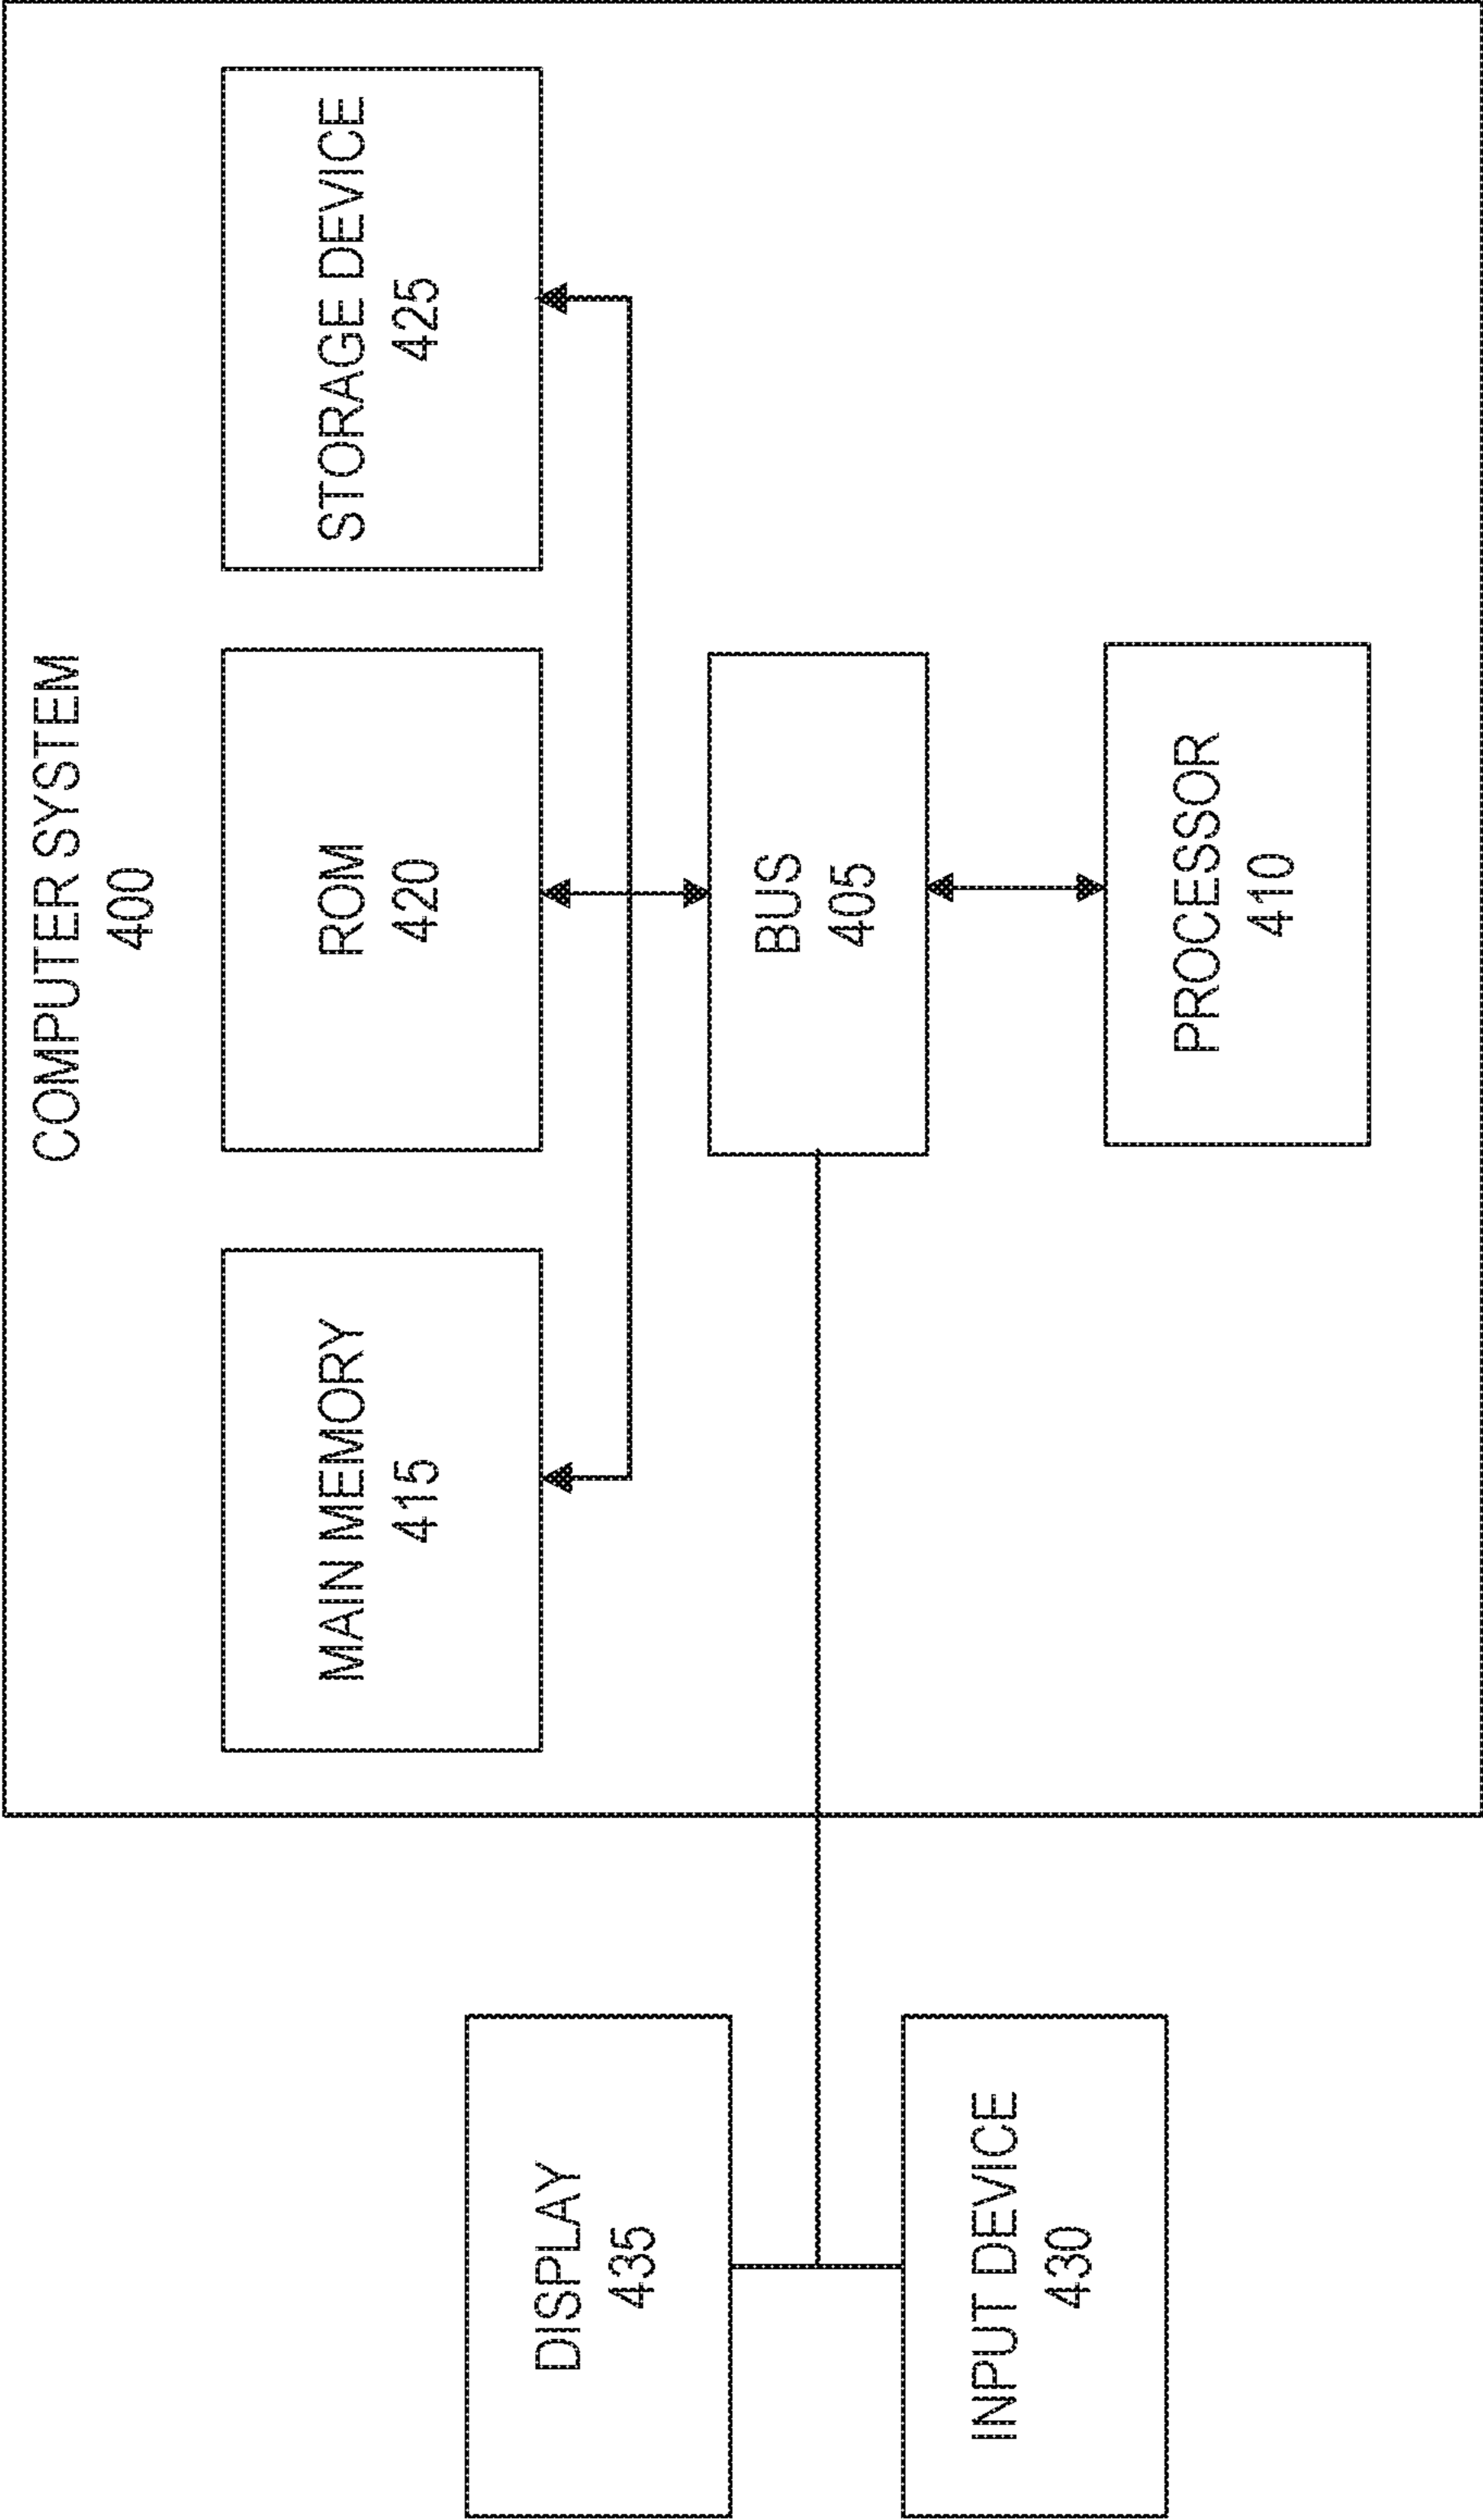 COMPUTER SYSTEM
400
MAIN MEMORY
415
ROM
420
STORAGE DEVICE
425
DISPLAY
435
BUS
405
INPUT DEVICE
430
PROCESSOR
410